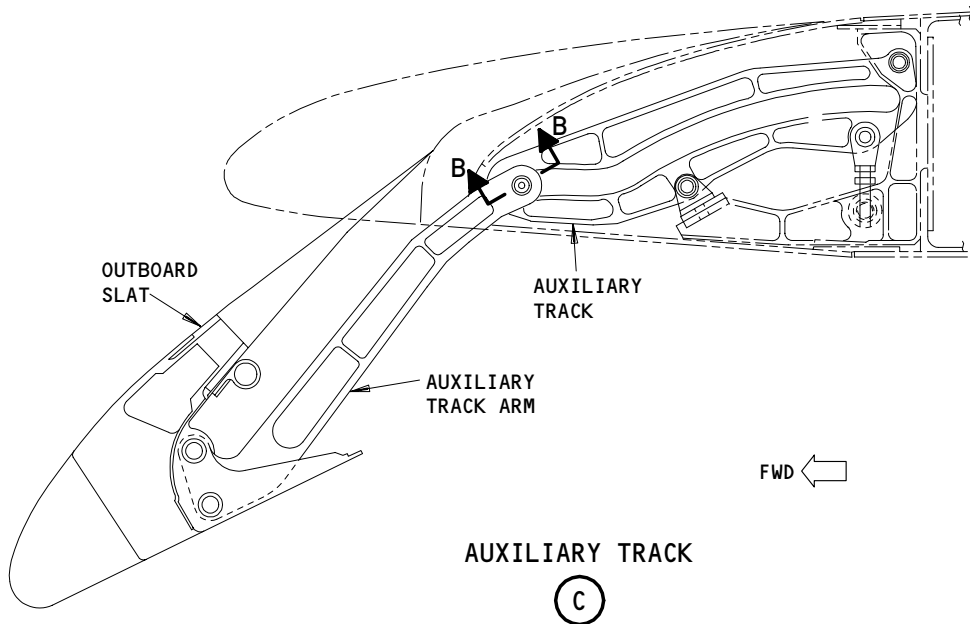 B
B
OUTBOARD
SLAT
AUXILIARY
TRACK
AUXILIARY
TRACK ARM
FWD
AUXILIARY TRACK
C